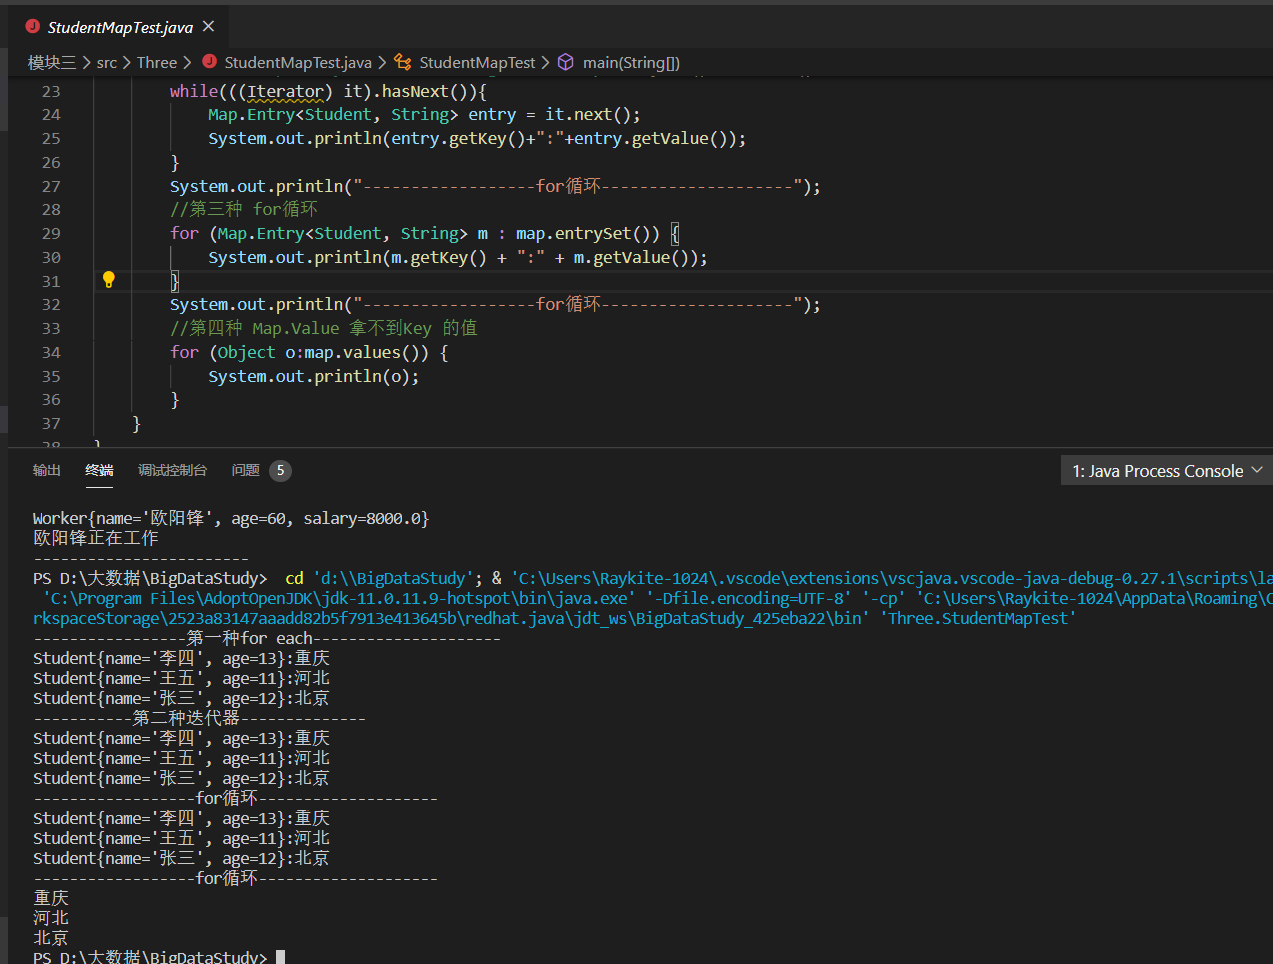 StudentMapTest.java
模块三 > src > Three > StudentMapTest.java > StudentMapTest > main(String[])
23 while(((Iterator) it).hasNext()){
24 Map.Entry<Student, String> entry = it.next();
25 System.out.println(entry.getKey()+":"+entry.getValue());
26 }
27 System.out.println("------------------for循环--------------------");
28 //第三种 for循环
29 for (Map.Entry<Student, String> m : map.entrySet()) {
30 System.out.println(m.getKey() + ":" + m.getValue());
31 }
32 System.out.println("------------------for循环--------------------");
33 //第四种 Map.Value 拿不到Key 的值
34 for (Object o:map.values()) {
35 System.out.println(o);
36 }
37 }
38 }
输出 终端 调试控制台 问题 5 1: Java Process Console
Worker{name='欧阳锋', age=60, salary=8000.0}
欧阳锋正在工作
------------------------
PS D:\大数据\BigDataStudy> cd 'd:\\BigDataStudy'; & 'C:\Users\Raykite-1024\.vscode\extensions\vscjava.vscode-java-debug-0.27.1\scripts\la
'C:\Program Files\AdoptOpenJDK\jdk-11.0.11.9-hotspot\bin\java.exe' '-Dfile.encoding=UTF-8' '-cp' 'C:\Users\Raykite-1024\AppData\Roaming\C
rkspaceStorage\2523a83147aaadd82b5f7913e413645b\redhat.java\jdt_ws\BigDataStudy_425eba22\bin' 'Three.StudentMapTest'
-----------------第一种for each---------------------
Student{name='李四', age=13}:重庆
Student{name='王五', age=11}:河北
Student{name='张三', age=12}:北京
-----------第二种迭代器--------------
Student{name='李四', age=13}:重庆
Student{name='王五', age=11}:河北
Student{name='张三', age=12}:北京
------------------for循环--------------------
Student{name='李四', age=13}:重庆
Student{name='王五', age=11}:河北
Student{name='张三', age=12}:北京
------------------for循环--------------------
重庆
河北
北京
PS D:\大数据\BigDataStudy>